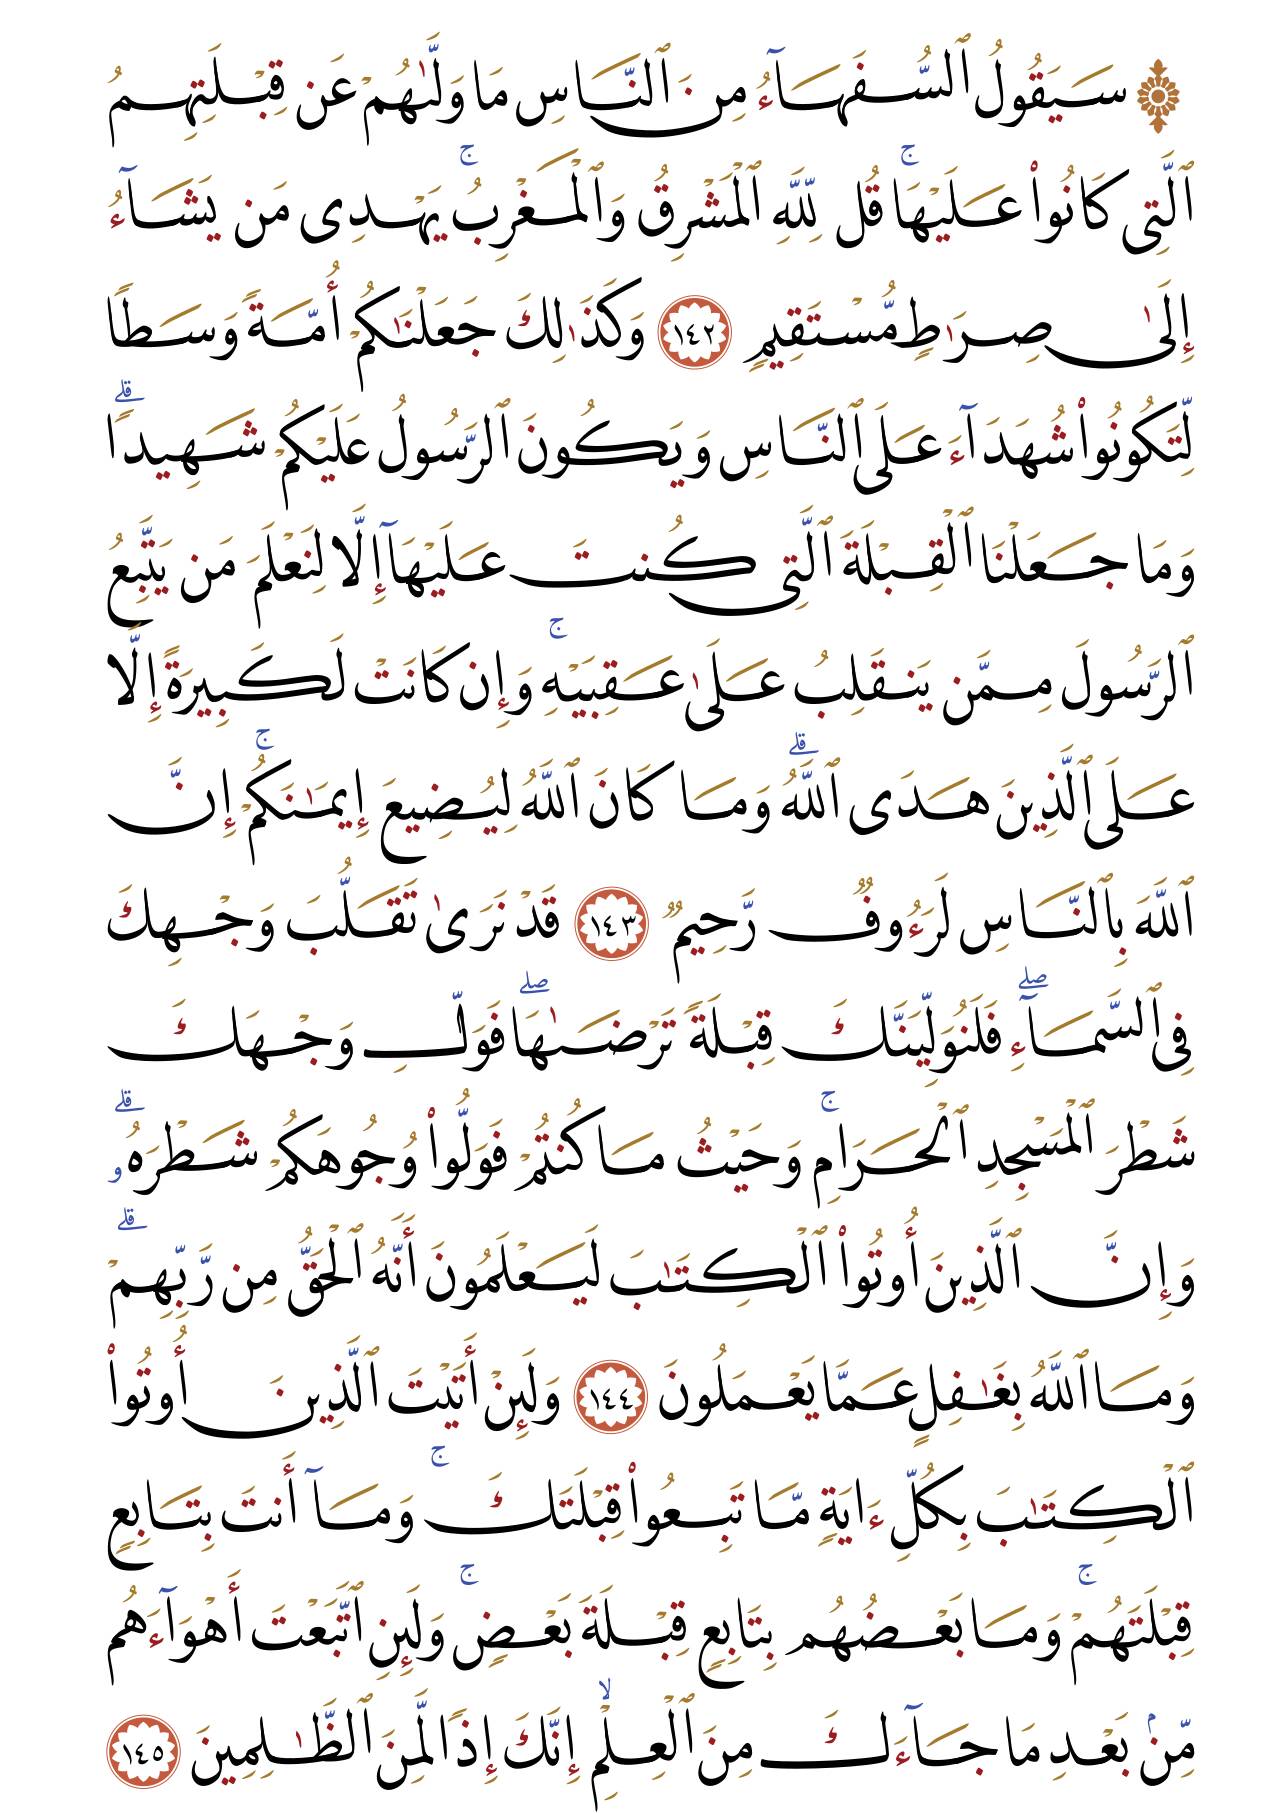 ۞ سَيَقُولُ ٱلسُّفَهَآءُ مِنَ ٱلنَّاسِ مَا وَلَّىٰهُمْ عَن قِبْلَتِهِمُ
ٱلَّتِى كَانُوا۟ عَلَيْهَا ۚ قُل لِّلَّهِ ٱلْمَشْرِقُ وَٱلْمَغْرِبُ ۚ يَهْدِى مَن يَشَآءُ
إِلَىٰ صِرَٰطٍ مُّسْتَقِيمٍ ١٤٢ وَكَذَٰلِكَ جَعَلْنَٰكُمْ أُمَّةً وَسَطًا
لِّتَكُونُوا۟ شُهَدَآءَ عَلَى ٱلنَّاسِ وَيَكُونَ ٱلرَّسُولُ عَلَيْكُمْ شَهِيدًا ۗ
وَمَا جَعَلْنَا ٱلْقِبْلَةَ ٱلَّتِى كُنتَ عَلَيْهَآ إِلَّا لِنَعْلَمَ مَن يَتَّبِعُ
ٱلرَّسُولَ مِمَّن يَنقَلِبُ عَلَىٰ عَقِبَيْهِ ۚ وَإِن كَانَتْ لَكَبِيرَةً إِلَّا
عَلَى ٱلَّذِينَ هَدَى ٱللَّهُ ۗ وَمَا كَانَ ٱللَّهُ لِيُضِيعَ إِيمَٰنَكُمْ ۚ إِنَّ
ٱللَّهَ بِٱلنَّاسِ لَرَءُوفٌ رَّحِيمٌ ١٤٣ قَدْ نَرَىٰ تَقَلُّبَ وَجْهِكَ
فِى ٱلسَّمَآءِ ۖ فَلَنُوَلِّيَنَّكَ قِبْلَةً تَرْضَىٰهَا ۖ فَوَلِّ وَجْهَكَ
شَطْرَ ٱلْمَسْجِدِ ٱلْحَرَامِ ۚ وَحَيْثُ مَا كُنتُمْ فَوَلُّوا۟ وُجُوهَكُمْ شَطْرَهُۥ ۗ
وَإِنَّ ٱلَّذِينَ أُوتُوا۟ ٱلْكِتَٰبَ لَيَعْلَمُونَ أَنَّهُ ٱلْحَقُّ مِن رَّبِّهِمْ ۗ
وَمَا ٱللَّهُ بِغَٰفِلٍ عَمَّا يَعْمَلُونَ ١٤٤ وَلَئِنْ أَتَيْتَ ٱلَّذِينَ أُوتُوا۟
ٱلْكِتَٰبَ بِكُلِّ ءَايَةٍ مَّا تَبِعُوا۟ قِبْلَتَكَ ۚ وَمَآ أَنتَ بِتَابِعٍ
قِبْلَتَهُمْ ۚ وَمَا بَعْضُهُم بِتَابِعٍ قِبْلَةَ بَعْضٍ ۚ وَلَئِنِ ٱتَّبَعْتَ أَهْوَآءَهُم
مِّنۢ بَعْدِ مَا جَآءَكَ مِنَ ٱلْعِلْمِ ۙ إِنَّكَ إِذًا لَّمِنَ ٱلظَّٰلِمِينَ ١٤٥